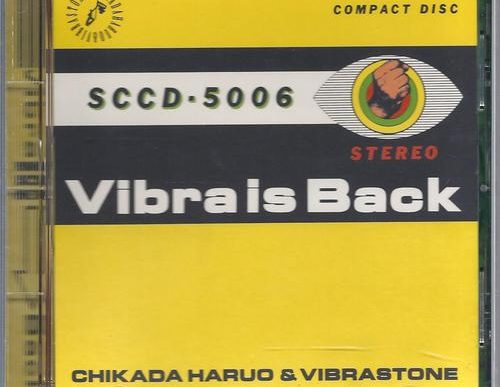 COMPACT DISC
SCCD·5006
STEREO
Vibra is Back
CHIKADA HARUO & VIBRASTONE